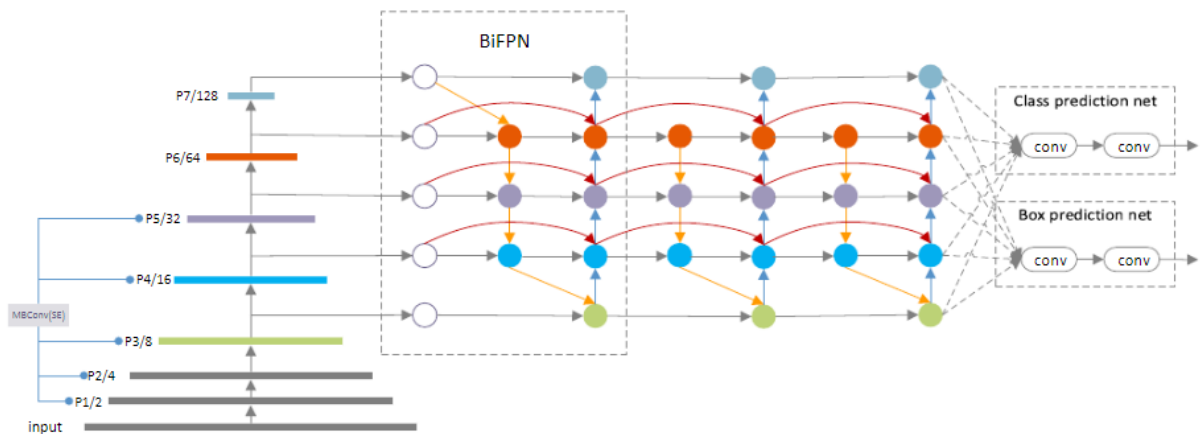 BiFPN
P7/128
Class prediction net
conv conv
P6/64
P5/32
Box prediction net
conv conv
P4/16
MBConv(SE)
P3/8
P2/4
P1/2
input